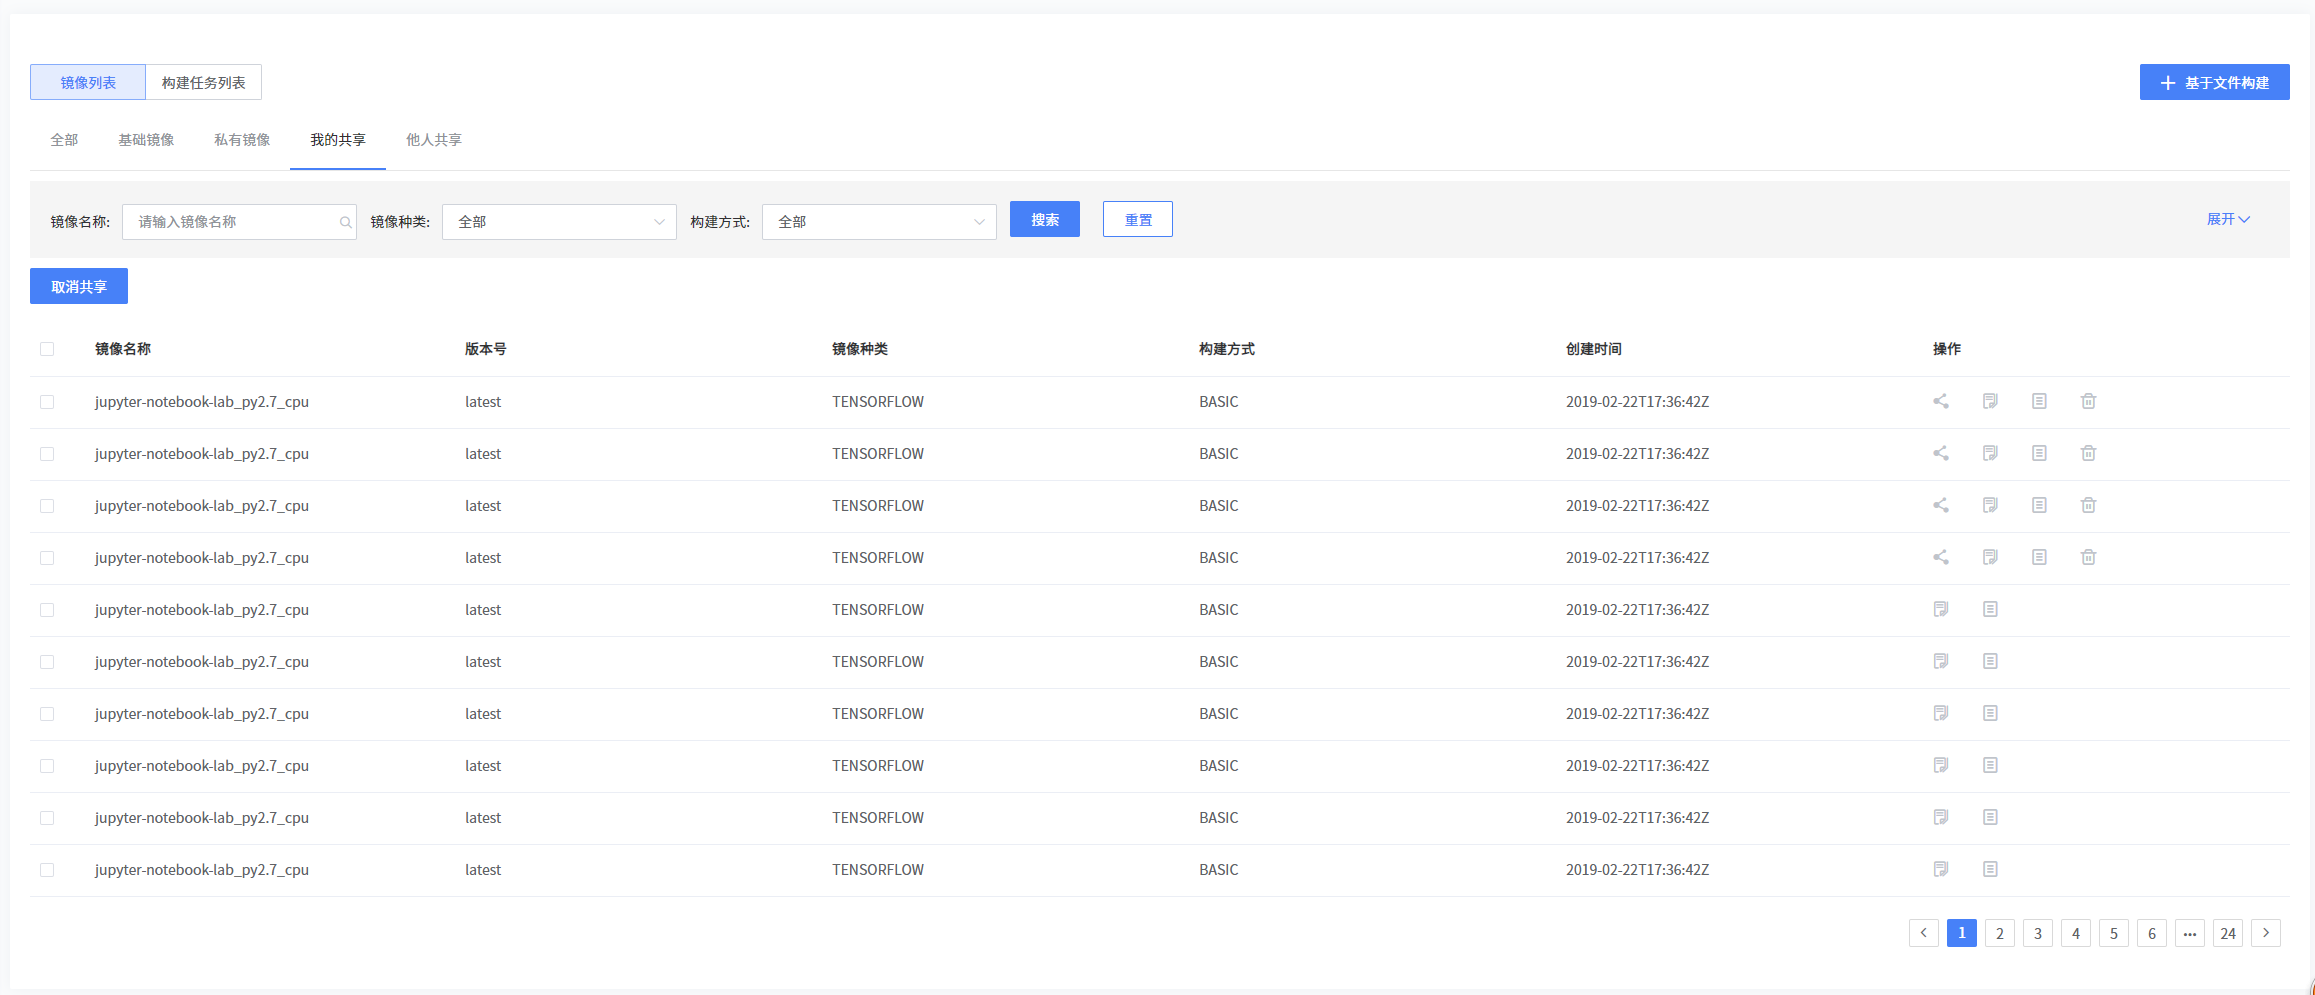 镜像列表 构建任务列表 基于文件构建
全部 基础镜像 私有镜像 我的共享 他人共享
镜像名称: 请输入镜像名称 镜像种类: 全部 构建方式: 全部 搜索 重置 展开
取消共享
镜像名称 版本号 镜像种类 构建方式 创建时间 操作
jupyter-notebook-lab_py2.7_cpu latest TENSORFLOW BASIC 2019-02-22T17:36:42Z
jupyter-notebook-lab_py2.7_cpu latest TENSORFLOW BASIC 2019-02-22T17:36:42Z
jupyter-notebook-lab_py2.7_cpu latest TENSORFLOW BASIC 2019-02-22T17:36:42Z
jupyter-notebook-lab_py2.7_cpu latest TENSORFLOW BASIC 2019-02-22T17:36:42Z
jupyter-notebook-lab_py2.7_cpu latest TENSORFLOW BASIC 2019-02-22T17:36:42Z
jupyter-notebook-lab_py2.7_cpu latest TENSORFLOW BASIC 2019-02-22T17:36:42Z
jupyter-notebook-lab_py2.7_cpu latest TENSORFLOW BASIC 2019-02-22T17:36:42Z
jupyter-notebook-lab_py2.7_cpu latest TENSORFLOW BASIC 2019-02-22T17:36:42Z
jupyter-notebook-lab_py2.7_cpu latest TENSORFLOW BASIC 2019-02-22T17:36:42Z
jupyter-notebook-lab_py2.7_cpu latest TENSORFLOW BASIC 2019-02-22T17:36:42Z
1 2 3 4 5 6 ··· 24